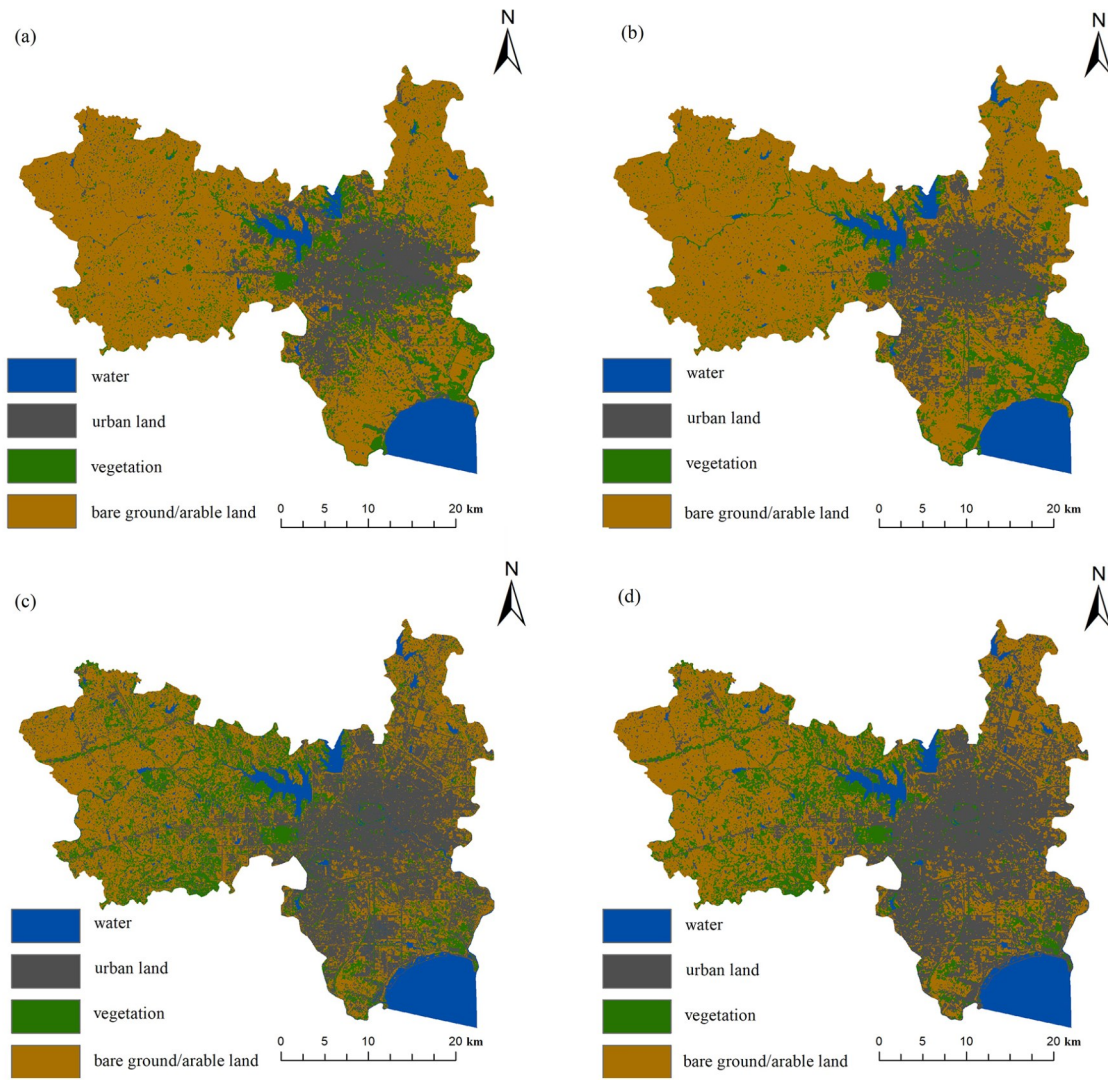 (a)
N
water
urban land
vegetation
bare ground/arable land
0 5 10 20 km
(b)
N
water
urban land
vegetation
bare ground/arable land
0 5 10 20 km
(c)
N
water
urban land
vegetation
bare ground/arable land
0 5 10 20 km
(d)
N
water
urban land
vegetation
bare ground/arable land
0 5 10 20 km